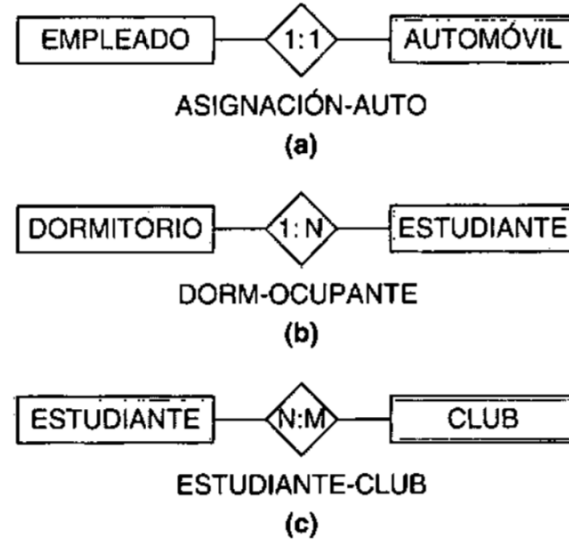 EMPLEADO 1:1 AUTOMÓVIL
ASIGNACIÓN-AUTO
(a)
DORMITORIO 1:N ESTUDIANTE
DORM-OCUPANTE
(b)
ESTUDIANTE N:M CLUB
ESTUDIANTE-CLUB
(c)